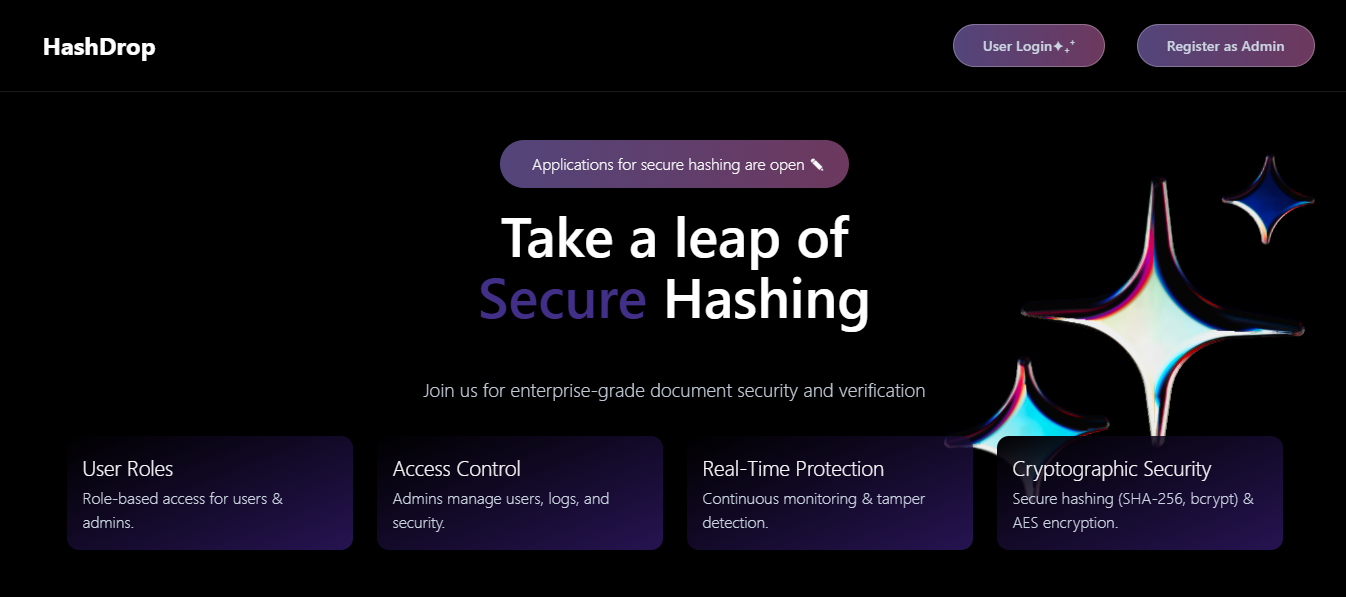 HashDrop
User Login✦₊⁺
Register as Admin
Applications for secure hashing are open ✏
Take a leap of
Secure Hashing
Join us for enterprise-grade document security and verification
User Roles
Role-based access for users &
admins.
Access Control
Admins manage users, logs, and
security.
Real-Time Protection
Continuous monitoring & tamper
detection.
Cryptographic Security
Secure hashing (SHA-256, bcrypt) &
AES encryption.